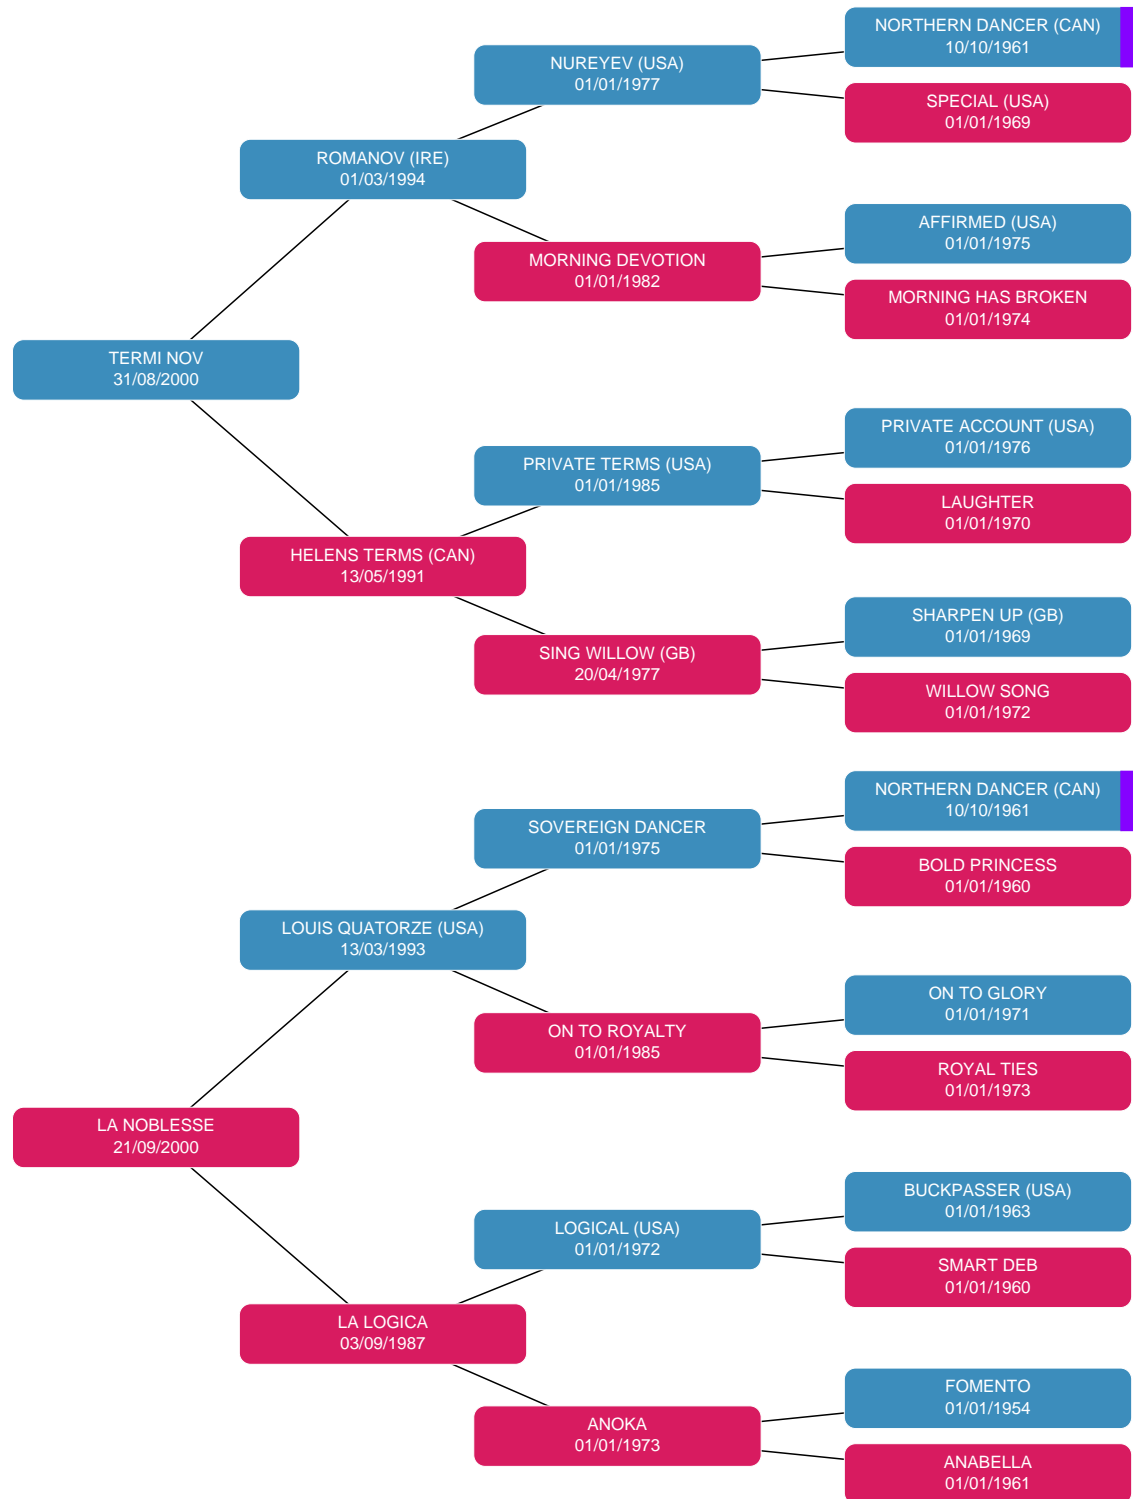 NORTHERN DANCER (CAN)
10/10/1961
NUREYEV (USA)
01/01/1977
SPECIAL (USA)
01/01/1969
ROMANOV (IRE)
01/03/1994
AFFIRMED (USA)
01/01/1975
MORNING DEVOTION
01/01/1982
MORNING HAS BROKEN
01/01/1974
TERMI NOV
31/08/2000
PRIVATE ACCOUNT (USA)
01/01/1976
PRIVATE TERMS (USA)
01/01/1985
LAUGHTER
01/01/1970
HELENS TERMS (CAN)
13/05/1991
SHARPEN UP (GB)
01/01/1969
SING WILLOW (GB)
20/04/1977
WILLOW SONG
01/01/1972
NORTHERN DANCER (CAN)
10/10/1961
SOVEREIGN DANCER
01/01/1975
BOLD PRINCESS
01/01/1960
LOUIS QUATORZE (USA)
13/03/1993
ON TO GLORY
01/01/1971
ON TO ROYALTY
01/01/1985
ROYAL TIES
01/01/1973
LA NOBLESSE
21/09/2000
BUCKPASSER (USA)
01/01/1963
LOGICAL (USA)
01/01/1972
SMART DEB
01/01/1960
LA LOGICA
03/09/1987
FOMENTO
01/01/1954
ANOKA
01/01/1973
ANABELLA
01/01/1961